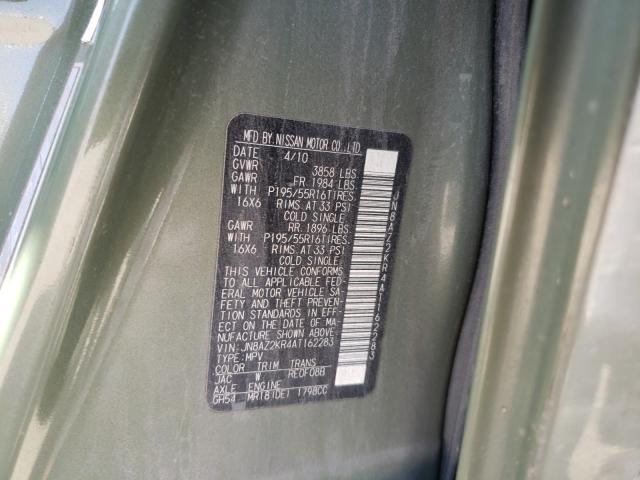 MFD BY NISSAN MOTOR CO., LTD.
DATE 4/10
GVWR 3858 LBS
GAWR FR. 1984 LBS
WITH P195/55R16TIRES,
16X6 RIMS AT 33 PSI
COLD SINGLE.
GAWR RR. 1896 LBS
WITH P195/55R16TIRES,
16X6 RIMS AT 33 PSI
COLD SINGLE.
THIS VEHICLE CONFORMS
TO ALL APPLICABLE FED-
ERAL MOTOR VEHICLE SA-
FETY AND THEFT PREVEN-
TION STANDARDS IN EFF-
ECT ON THE DATE OF MA-
NUFACTURE SHOWN ABOVE.
VIN: JN8AZ2KR4AT162283
TYPE: MPV
COLOR TRIM TRANS
JAC W RE0F08B
AXLE ENGINE
GH54 MR18(DE) 1798CC
JN8AZ2KR4AT162283